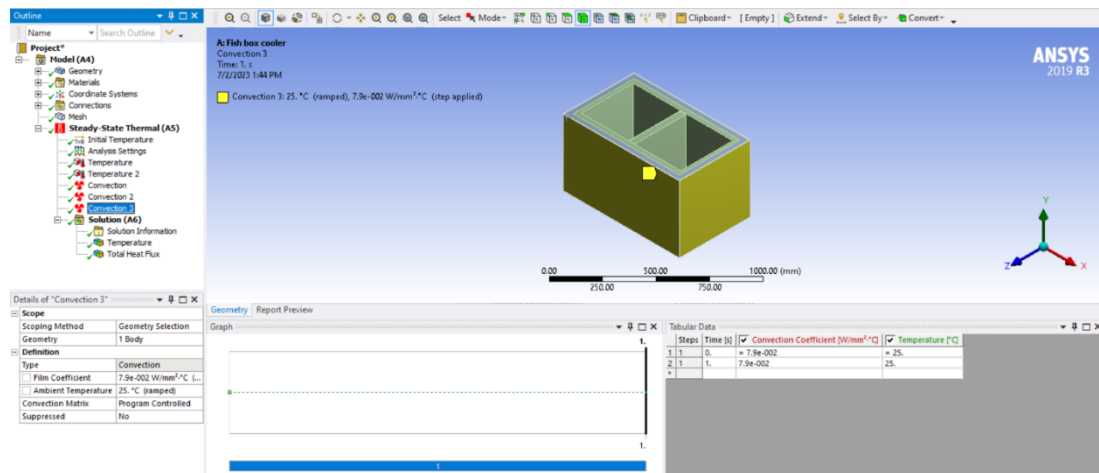 Outline
Name
Search Outline
Project*
Model (A4)
Geometry
Materials
Coordinate Systems
Connections
Mesh
Steady-State Thermal (A5)
Initial Temperature
Analysis Settings
Temperature
Temperature 2
Convection
Convection 2
Convection 3
Solution (A6)
Solution Information
Temperature
Total Heat Flux
Details of "Convection 3"
Scope
Scoping Method Geometry Selection
Geometry 1 Body
Definition
Type Convection
Film Coefficient 7.9e-002 W/mm²·°C (...
Ambient Temperature 25. °C (ramped)
Convection Matrix Program Controlled
Suppressed No
Select Mode Clipboard [ Empty ] Extend Select By Convert
A: Fish box cooler
Convection 3
Time: 1. s
7/2/2023 1:44 PM
Convection 3: 25. °C (ramped), 7.9e-002 W/mm²·°C (step applied)
ANSYS
2019 R3
Y
Z
X
0.00 500.00 1000.00 (mm)
250.00 750.00
Geometry Report Preview
Graph
1.
1.
1
Tabular Data
Steps Time [s] Convection Coefficient [W/mm²·°C] Temperature [°C]
1 1 0. = 7.9e-002 = 25.
2 1 1. 7.9e-002 25.
*